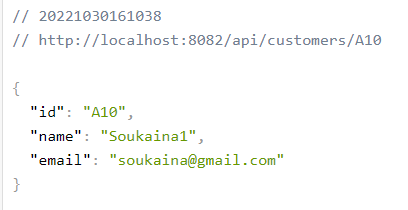 // 20221030161038
// http://localhost:8082/api/customers/A10
{
"id": "A10",
"name": "Soukaina1",
"email": "soukaina@gmail.com"
}